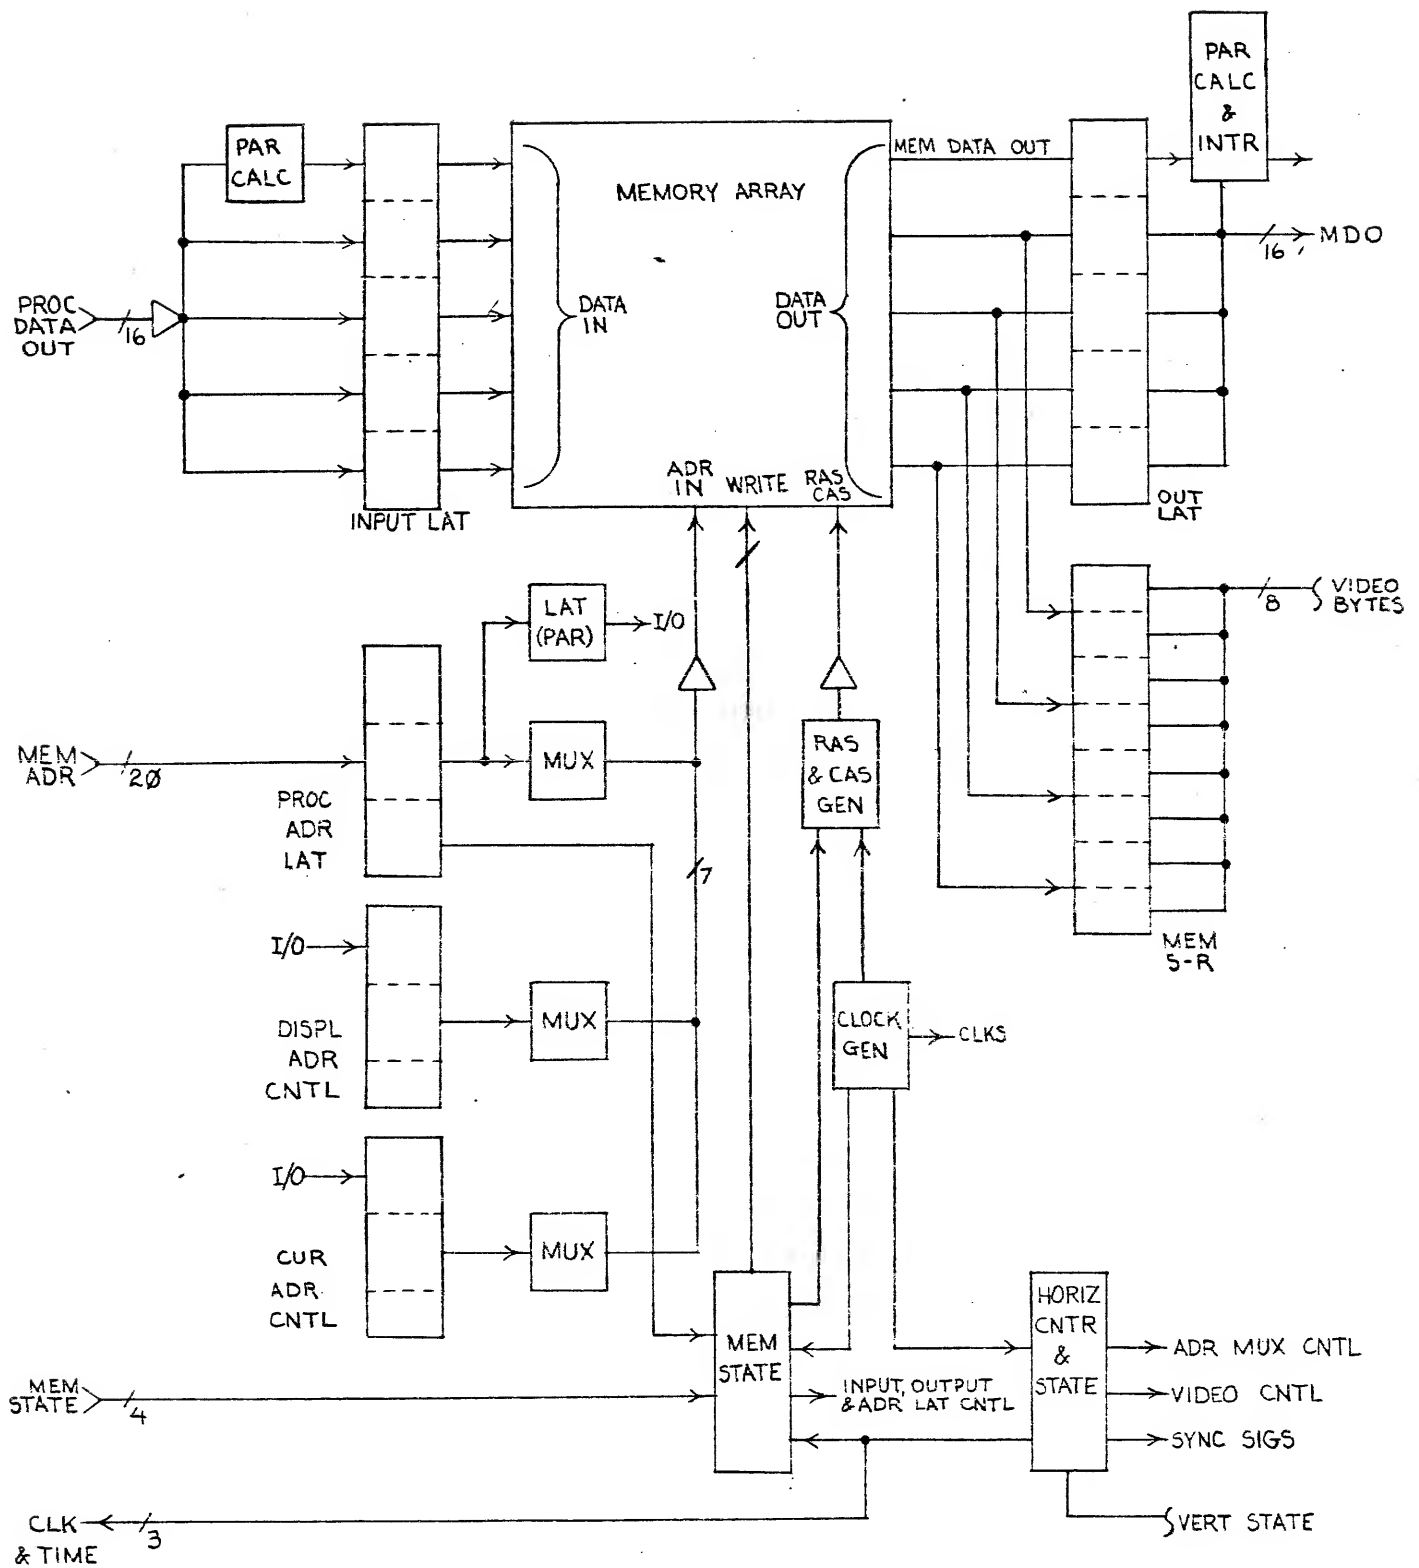 PAR
CALC
&
INTR
PAR
CALC
MEM DATA OUT
MEMORY ARRAY
16
MDO
PROC
DATA
OUT
16
DATA
IN
DATA
OUT
ADR
IN
WRITE
RAS
CAS
INPUT LAT
OUT
LAT
LAT
(PAR)
I/O
8
VIDEO
BYTES
MEM
ADR
20
MUX
RAS
& CAS
GEN
PROC
ADR
LAT
7
I/O
MEM
S-R
DISPL
ADR
CNTL
MUX
CLOCK
GEN
CLKS
I/O
CUR
ADR
CNTL
MUX
MEM
STATE
HORIZ
CNTR
&
STATE
ADR MUX CNTL
VIDEO CNTL
SYNC SIGS
MEM
STATE
4
INPUT, OUTPUT
& ADR LAT CNTL
CLK
& TIME
3
VERT STATE